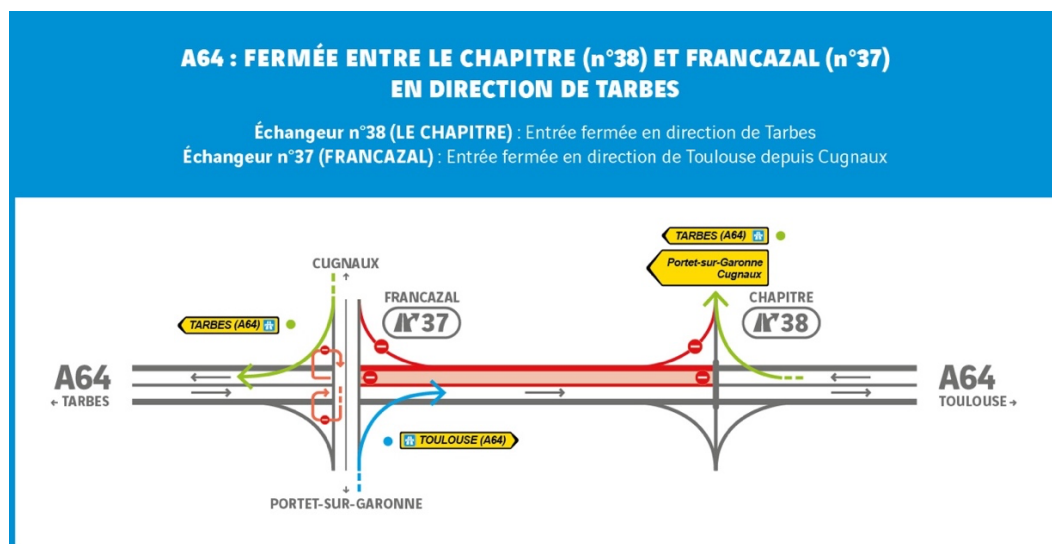 A64 : FERMÉE ENTRE LE CHAPITRE (n°38) ET FRANCAZAL (n°37)
EN DIRECTION DE TARBES
Échangeur n°38 (LE CHAPITRE) : Entrée fermée en direction de Tarbes
Échangeur n°37 (FRANCAZAL) : Entrée fermée en direction de Toulouse depuis Cugnaux
TARBES (A64)
Portet-sur-Garonne
Cugnaux
CUGNAUX
FRANCAZAL
37
CHAPITRE
38
TARBES (A64)
A64
← TARBES
A64
TOULOUSE →
TOULOUSE (A64)
PORTET-SUR-GARONNE